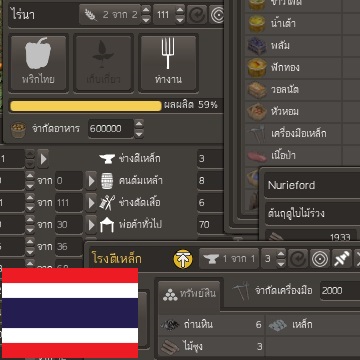 ไร่นา
2 จาก 2
111
พริกไทย
เก็บเกี่ยว
ทำงาน
ผลผลิต 59%
จำกัดอาหาร
600000
น้ำเต้า
พลัม
ฟักทอง
วอลนัต
หัวหอม
เครื่องมือเหล็ก
เนื้อป่า
Nurieford
ต้นฤดูใบไม้ร่วง
1933
1
ช่างตีเหล็ก
3
จาก 0
คนต้มเหล้า
8
จาก 111
ช่างตัดเสื้อ
6
จาก 30
พ่อค้าทั่วไป
70
จาก 36
โรงตีเหล็ก
1 จาก 1
3
ทรัพย์สิน
จำกัดเครื่องมือ
2000
ถ่านหิน
6
เหล็ก
ไม้ซุง
3